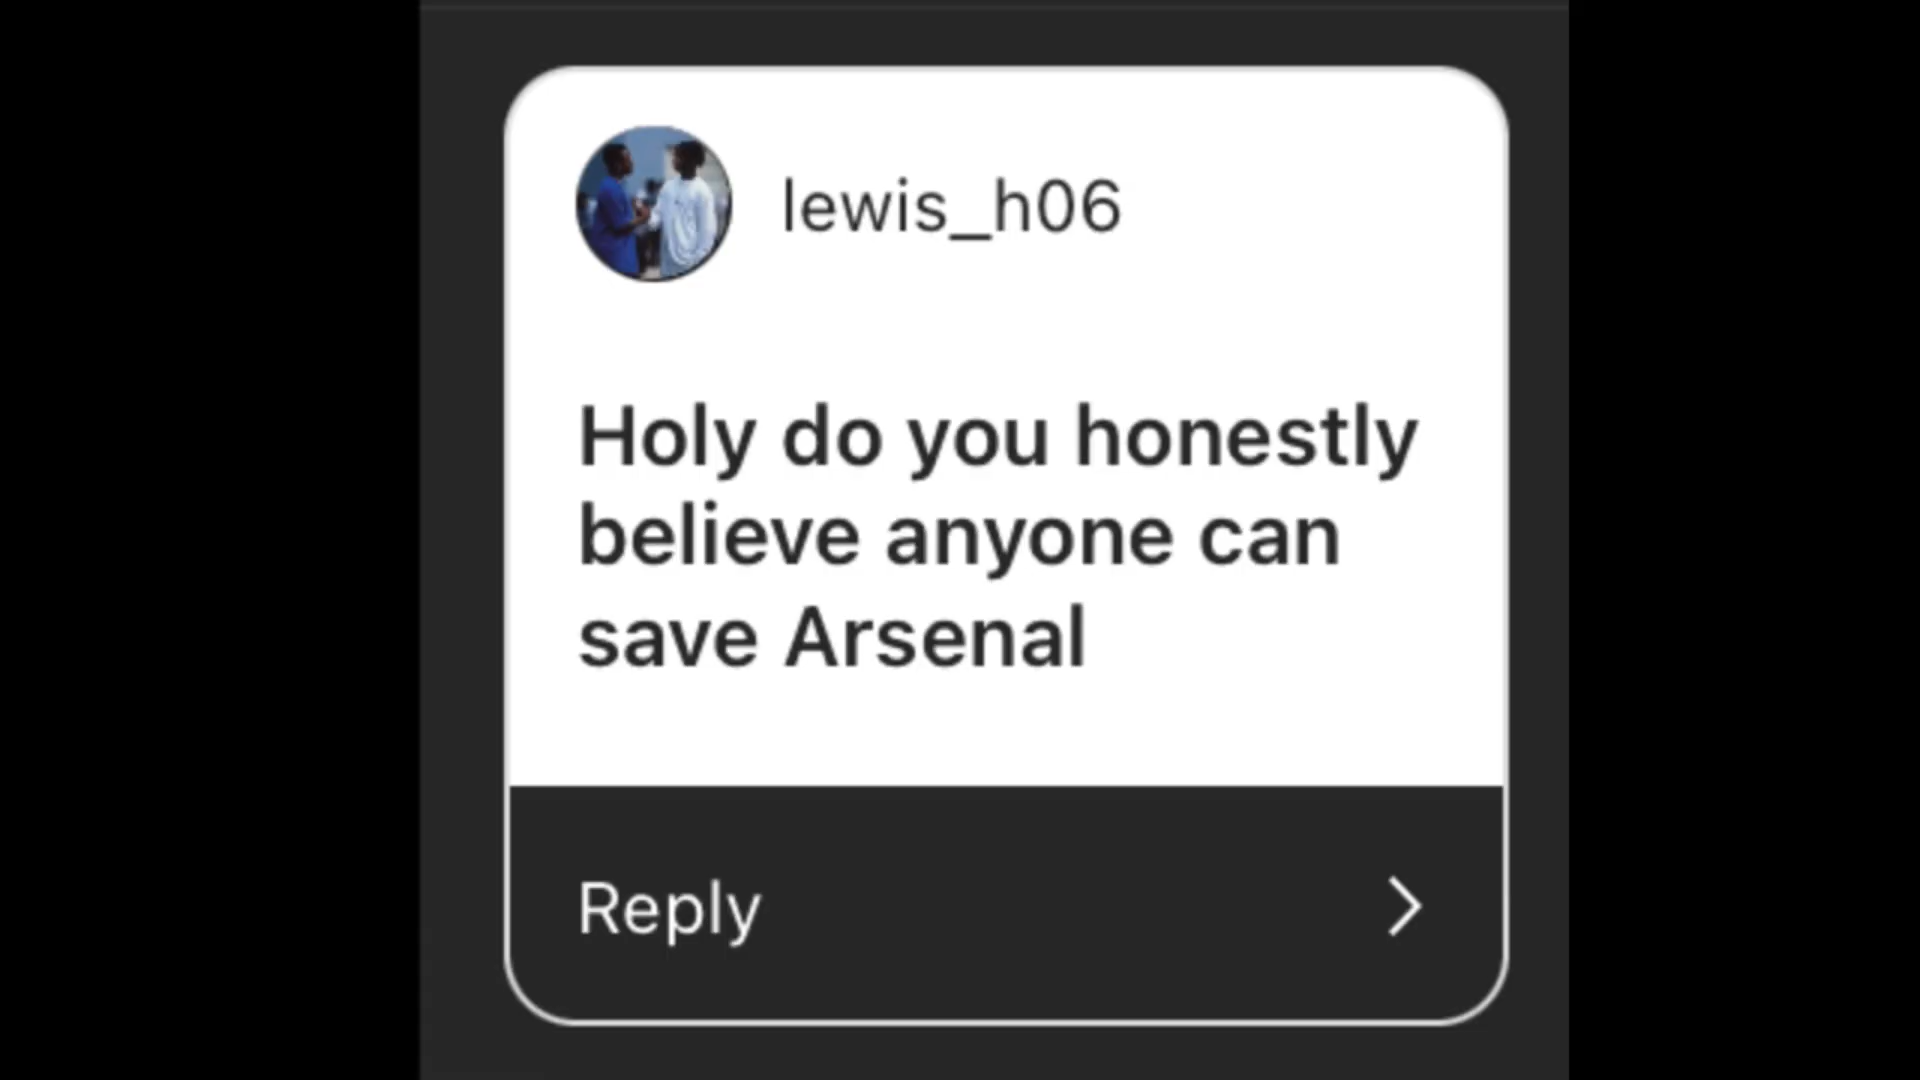 lewis_h06
Holy do you honestly
believe anyone can
save Arsenal
Reply